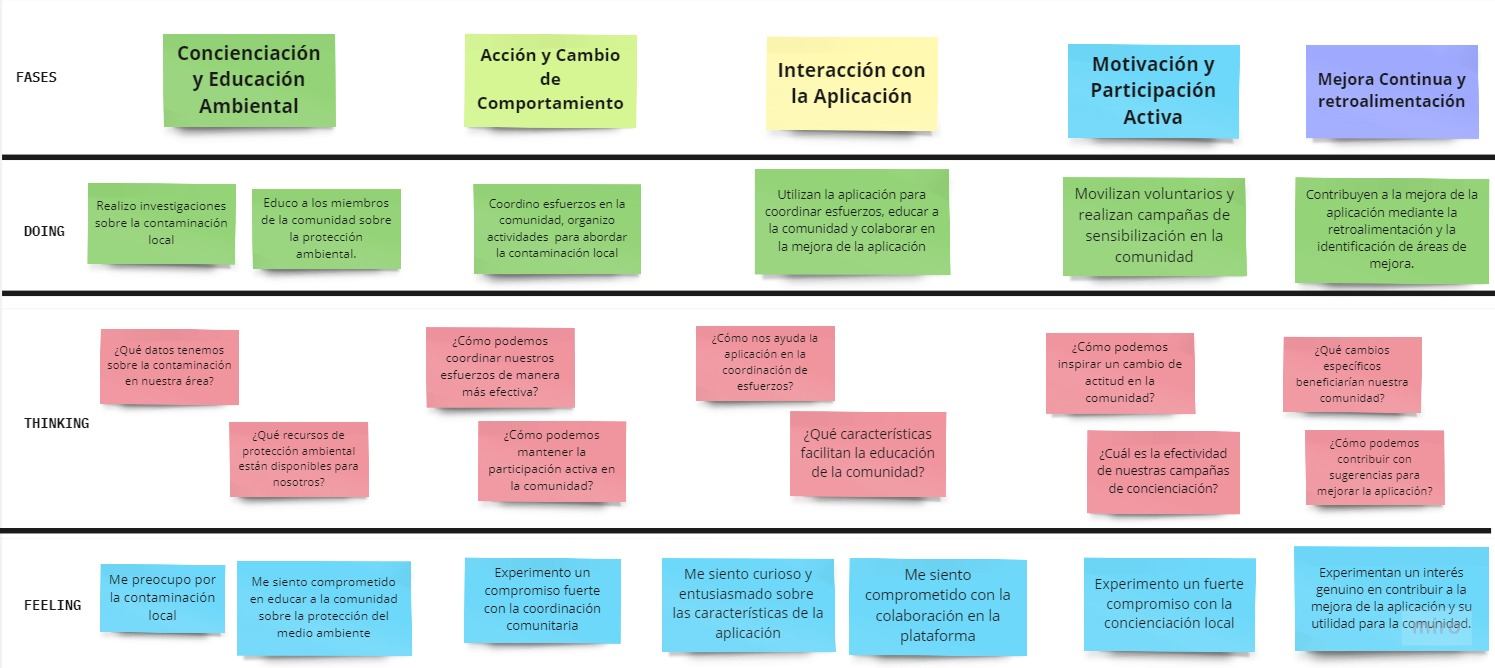 FASES
Concienciación
y Educación
Ambiental
Acción y Cambio
de
Comportamiento
Interacción con
la Aplicación
Motivación y
Participación
Activa
Mejora Continua y
retroalimentación
DOING
Realizo investigaciones
sobre la contaminación
local
Educo a los miembros
de la comunidad sobre
la protección
ambiental.
Coordino esfuerzos en la
comunidad, organizo
actividades para abordar
la contaminación local
Utilizan la aplicación para
coordinar esfuerzos, educar a
la comunidad y colaborar en
la mejora de la aplicación
Movilizan voluntarios y
realizan campañas de
sensibilización en la
comunidad
Contribuyen a la mejora de la
aplicación mediante la
retroalimentación y la
identificación de áreas de
mejora.
THINKING
¿Qué datos tenemos
sobre la contaminación
en nuestra área?
¿Qué recursos de
protección ambiental
están disponibles para
nosotros?
¿Cómo podemos
coordinar nuestros
esfuerzos de manera
más efectiva?
¿Cómo podemos
mantener la
participación activa en
la comunidad?
¿Cómo nos ayuda la
aplicación en la
coordinación de
esfuerzos?
¿Qué características
facilitan la educación
de la comunidad?
¿Cómo podemos
inspirar un cambio de
actitud en la
comunidad?
¿Cuál es la efectividad
de nuestras campañas
de concienciación?
¿Qué cambios
específicos
beneficiarían nuestra
comunidad?
¿Cómo podemos
contribuir con
sugerencias para
mejorar la aplicación?
FEELING
Me preocupo por
la contaminación
local
Me siento comprometido
en educar a la comunidad
sobre la protección del
medio ambiente
Experimento un
compromiso fuerte
con la coordinación
comunitaria
Me siento curioso y
entusiasmado sobre
las características de la
aplicación
Me siento
comprometido con la
colaboración en la
plataforma
Experimento un fuerte
compromiso con la
concienciación local
Experimentan un interés
genuino en contribuir a la
mejora de la aplicación y su
utilidad para la comunidad.
miro